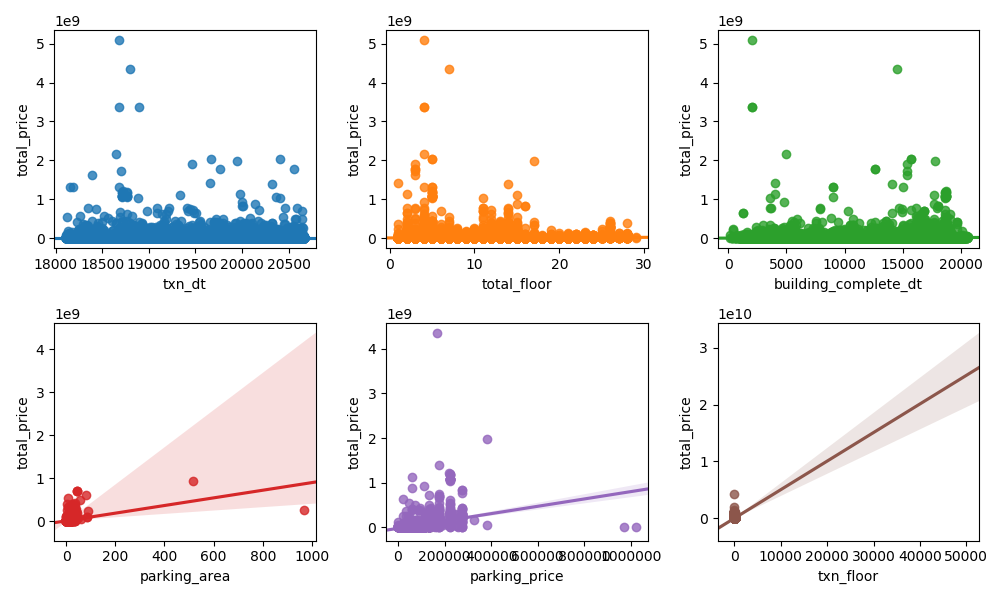 1e9 1e9 1e9
5 5 5
4 4 4
3 3 3
2 2 2
1 1 1
0 0 0
total_price total_price total_price
18000 18500 19000 19500 20000 20500 0 10 20 30 0 5000 10000 15000 20000
txn_dt total_floor building_complete_dt
1e9 1e9 1e10
4 4 3
3 3 2
2 2 1
1 1 0
0 0
total_price total_price total_price
0 200 400 600 800 1000 0 200000 400000 600000 800000 1000000 0 10000 20000 30000 40000 50000
parking_area parking_price txn_floor